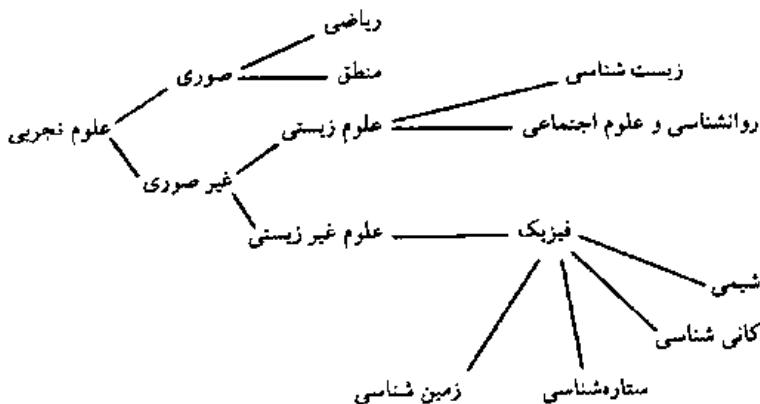 ریاضی
صوری
منطق
زیست شناسی
علوم زیستی
روانشناسی و علوم اجتماعی
علوم تجربی
غیر صوری
علوم غیر زیستی
فیزیک
شیمی
کانی شناسی
ستاره‌شناسی
زمین شناسی